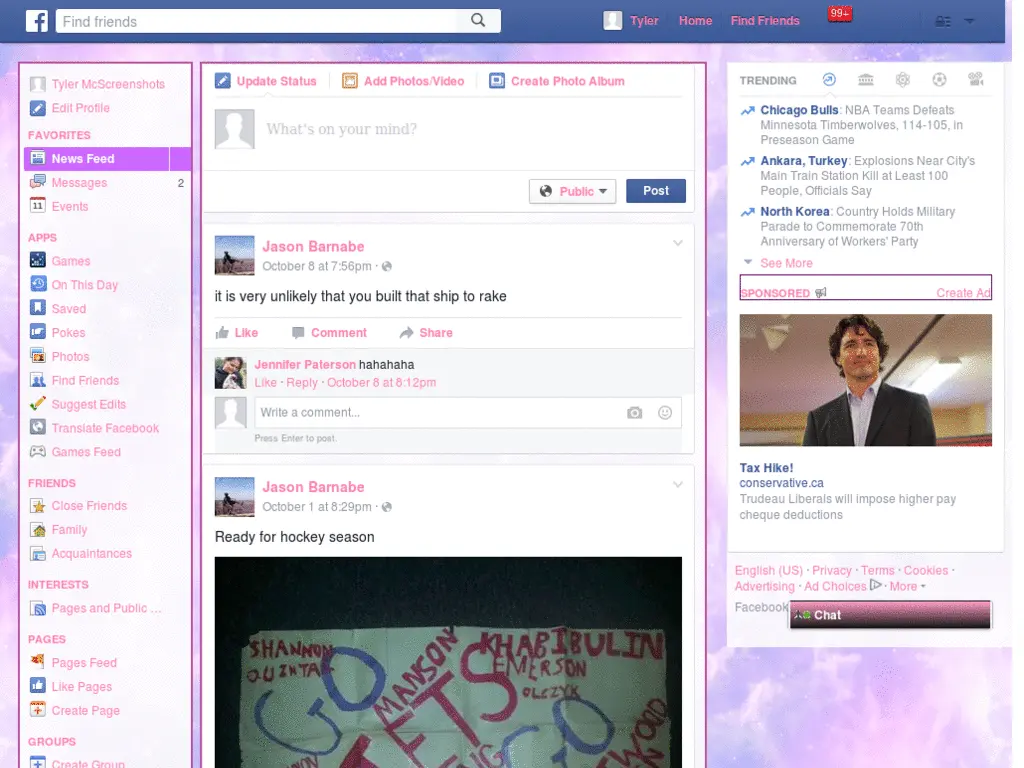 f
Find friends
Tyler
Home
Find Friends
99+
Tyler McScreenshots
Edit Profile
FAVORITES
News Feed
Messages 2
11 Events
APPS
Games
On This Day
Saved
Pokes
Photos
Find Friends
Suggest Edits
Translate Facebook
Games Feed
FRIENDS
Close Friends
Family
Acquaintances
INTERESTS
Pages and Public ...
PAGES
Pages Feed
Like Pages
Create Page
GROUPS
Create Group
Update Status
Add Photos/Video
Create Photo Album
What's on your mind?
Public
Post
Jason Barnabe
October 8 at 7:56pm ·
it is very unlikely that you built that ship to rake
Like
Comment
Share
Jennifer Paterson hahahaha
Like · Reply · October 8 at 8:12pm
Write a comment...
Press Enter to post.
Jason Barnabe
October 1 at 8:29pm ·
Ready for hockey season
SHANNON
QUINTAL
GO
MANSON
JETS
KHABIBULIN
EMERSON
OLCZYK
GO
TRENDING
Chicago Bulls: NBA Teams Defeats
Minnesota Timberwolves, 114-105, in
Preseason Game
Ankara, Turkey: Explosions Near City's
Main Train Station Kill at Least 100
People, Officials Say
North Korea: Country Holds Military
Parade to Commemorate 70th
Anniversary of Workers' Party
See More
SPONSORED
Create Ad
Tax Hike!
conservative.ca
Trudeau Liberals will impose higher pay
cheque deductions
English (US) · Privacy · Terms · Cookies ·
Advertising · Ad Choices · More
Facebook
Chat